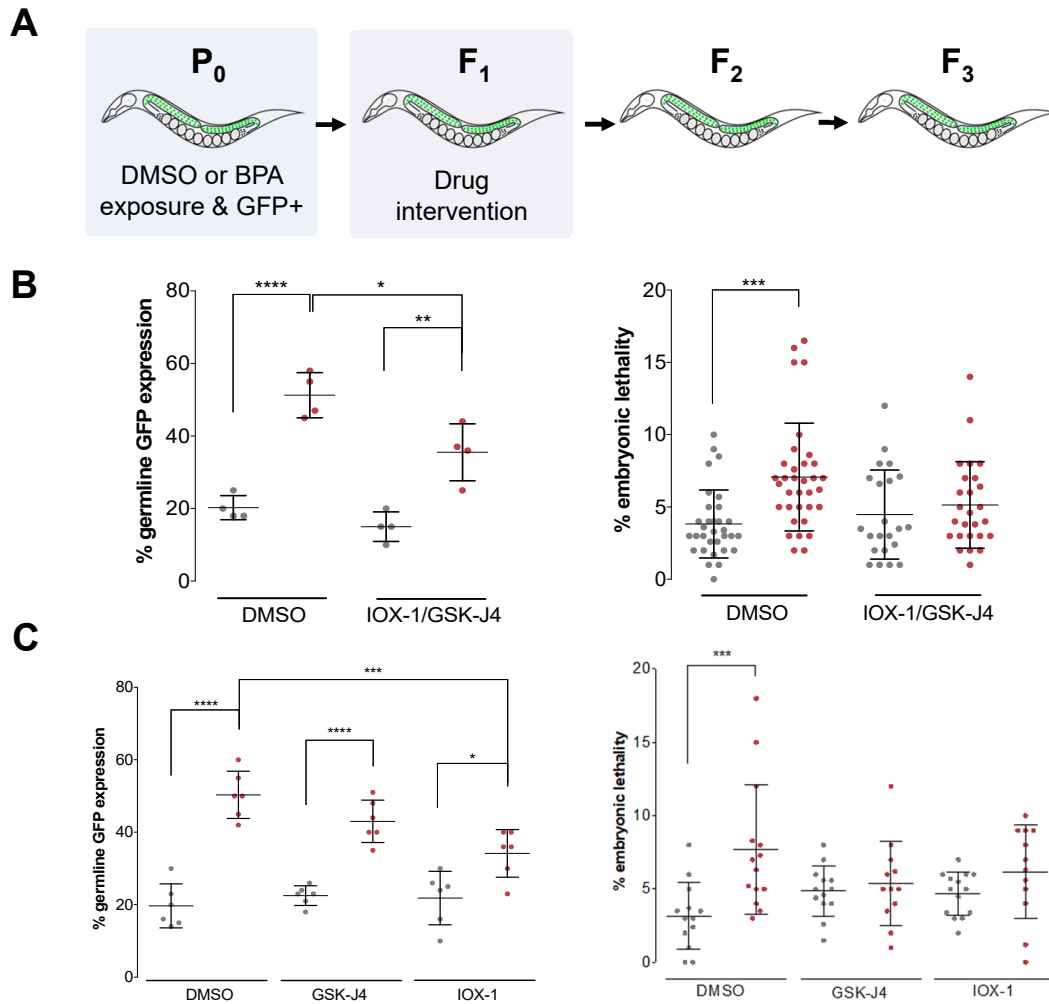 A
P0
F1
F2
F3
DMSO or BPA
exposure & GFP+
Drug
intervention
B
% germline GFP expression
80
60
40
20
0
****
*
**
DMSO
IOX-1/GSK-J4
% embryonic lethality
20
15
10
5
0
***
DMSO
IOX-1/GSK-J4
C
% germline GFP expression
80
60
40
20
0
***
****
****
*
DMSO
GSK-J4
IOX-1
% embryonic lethality
20
15
10
5
0
***
DMSO
GSK-J4
IOX-1